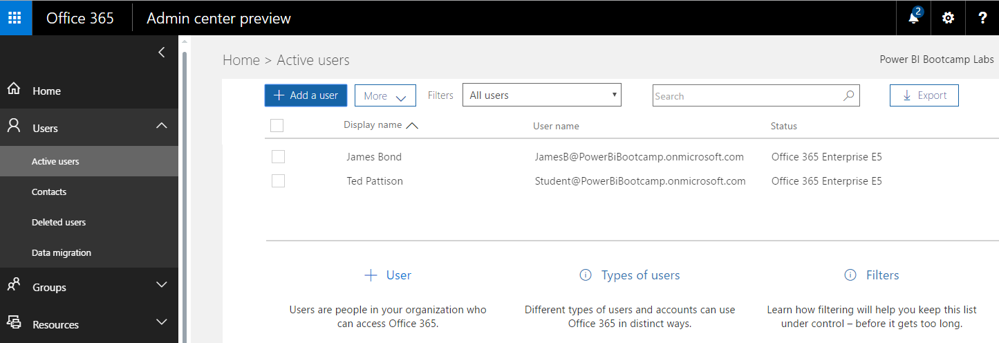 Office 365 Admin center preview 2 ?
Home > Active users Power BI Bootcamp Labs
Home
Users
Active users
Contacts
Deleted users
Data migration
Groups
Resources
+ Add a user More Filters All users Search Export
Display name User name Status
James Bond JamesB@PowerBiBootcamp.onmicrosoft.com Office 365 Enterprise E5
Ted Pattison Student@PowerBiBootcamp.onmicrosoft.com Office 365 Enterprise E5
+ User
Users are people in your organization who
can access Office 365.
Types of users
Different types of users and accounts can use
Office 365 in distinct ways.
Filters
Learn how filtering will help you keep this list
under control – before it gets too long.